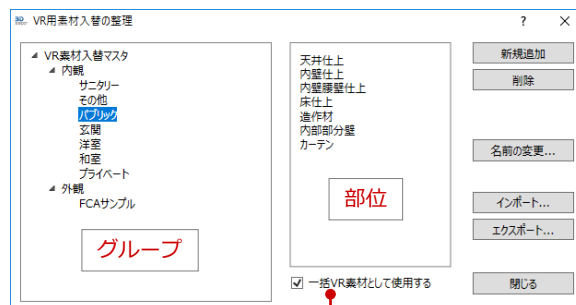 VR用素材入替の整理
VR素材入替マスタ
内観
サニタリー
その他
パブリック
玄関
洋室
和室
プライベート
外観
FCAサンプル
グループ
天井仕上
内壁仕上
内壁腰壁仕上
床仕上
造作材
内部部分壁
カーテン
部位
一括VR素材として使用する
新規追加
削除
名前の変更...
インポート...
エクスポート...
閉じる